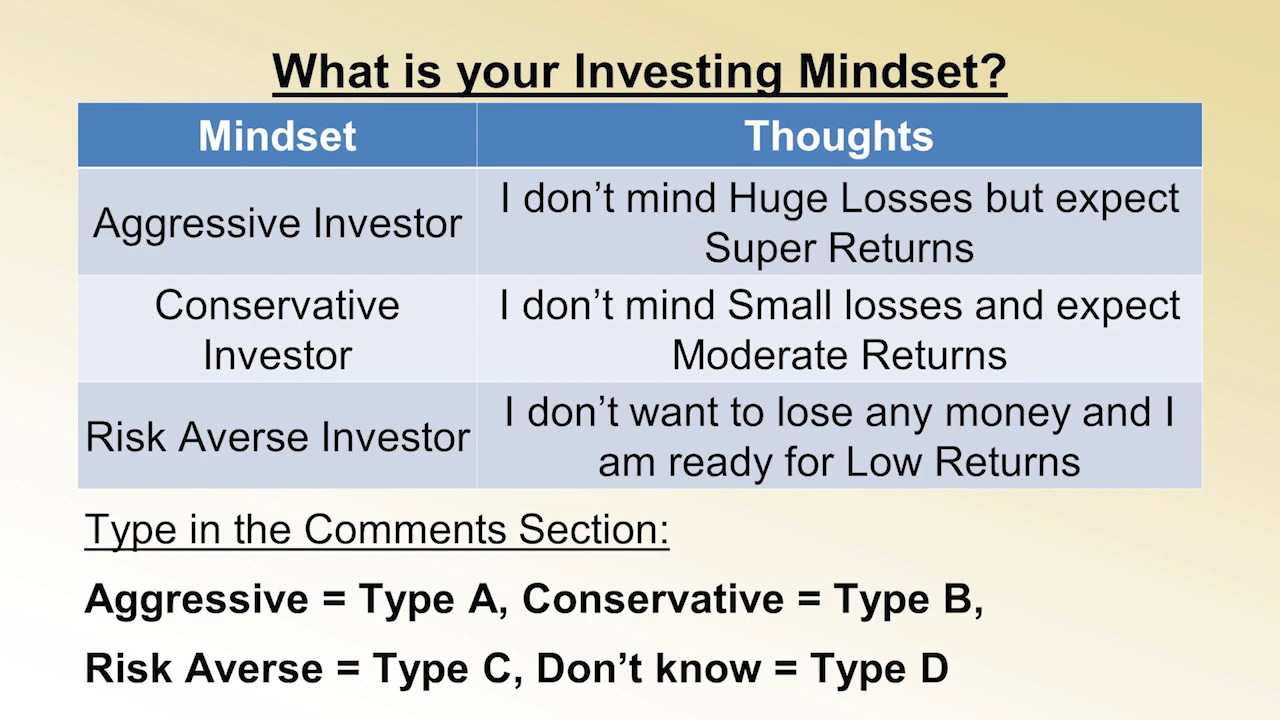 What is your Investing Mindset?
Mindset
Thoughts
Aggressive Investor
I don’t mind Huge Losses but expect
Super Returns
Conservative
Investor
I don’t mind Small losses and expect
Moderate Returns
Risk Averse Investor
I don’t want to lose any money and I
am ready for Low Returns
Type in the Comments Section:
Aggressive = Type A, Conservative = Type B,
Risk Averse = Type C, Don’t know = Type D